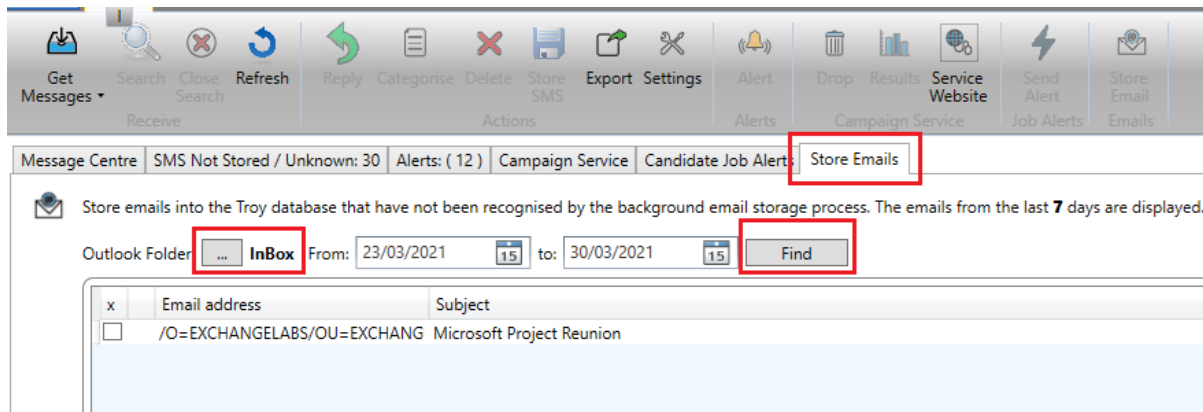 I
Get Messages Search Close Search Refresh Reply Categorise Delete Store SMS Export Settings Alert Drop Results Service Website Send Alert Store Email
Receive Actions Alerts Campaign Service Job Alerts Emails
Message Centre SMS Not Stored / Unknown: 30 Alerts: ( 12 ) Campaign Service Candidate Job Alerts Store Emails
Store emails into the Troy database that have not been recognised by the background email storage process. The emails from the last 7 days are displayed.
Outlook Folder ... InBox From: 23/03/2021 15 to: 30/03/2021 15 Find
x Email address Subject
/O=EXCHANGELABS/OU=EXCHANG Microsoft Project Reunion